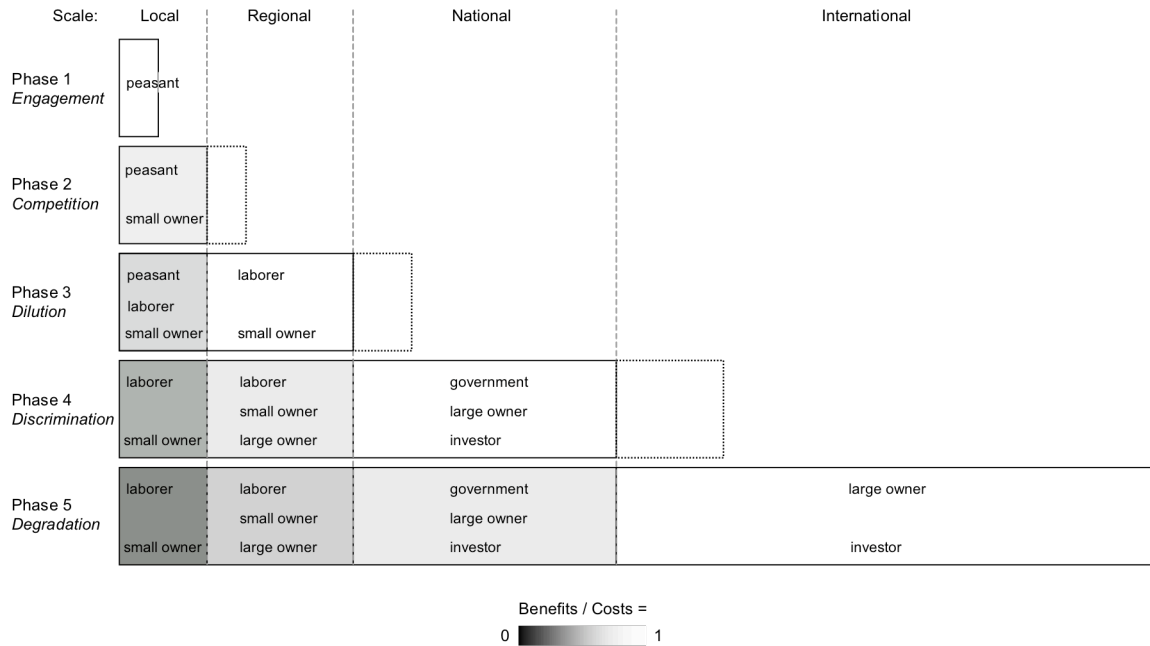 Scale: Local Regional National International
Phase 1
Engagement
peasant
Phase 2
Competition
peasant
small owner
Phase 3
Dilution
peasant laborer
laborer
small owner small owner
Phase 4
Discrimination
laborer laborer government
small owner large owner
small owner large owner investor
Phase 5
Degradation
laborer laborer government large owner
small owner large owner
small owner large owner investor investor
Benefits / Costs =
0 1